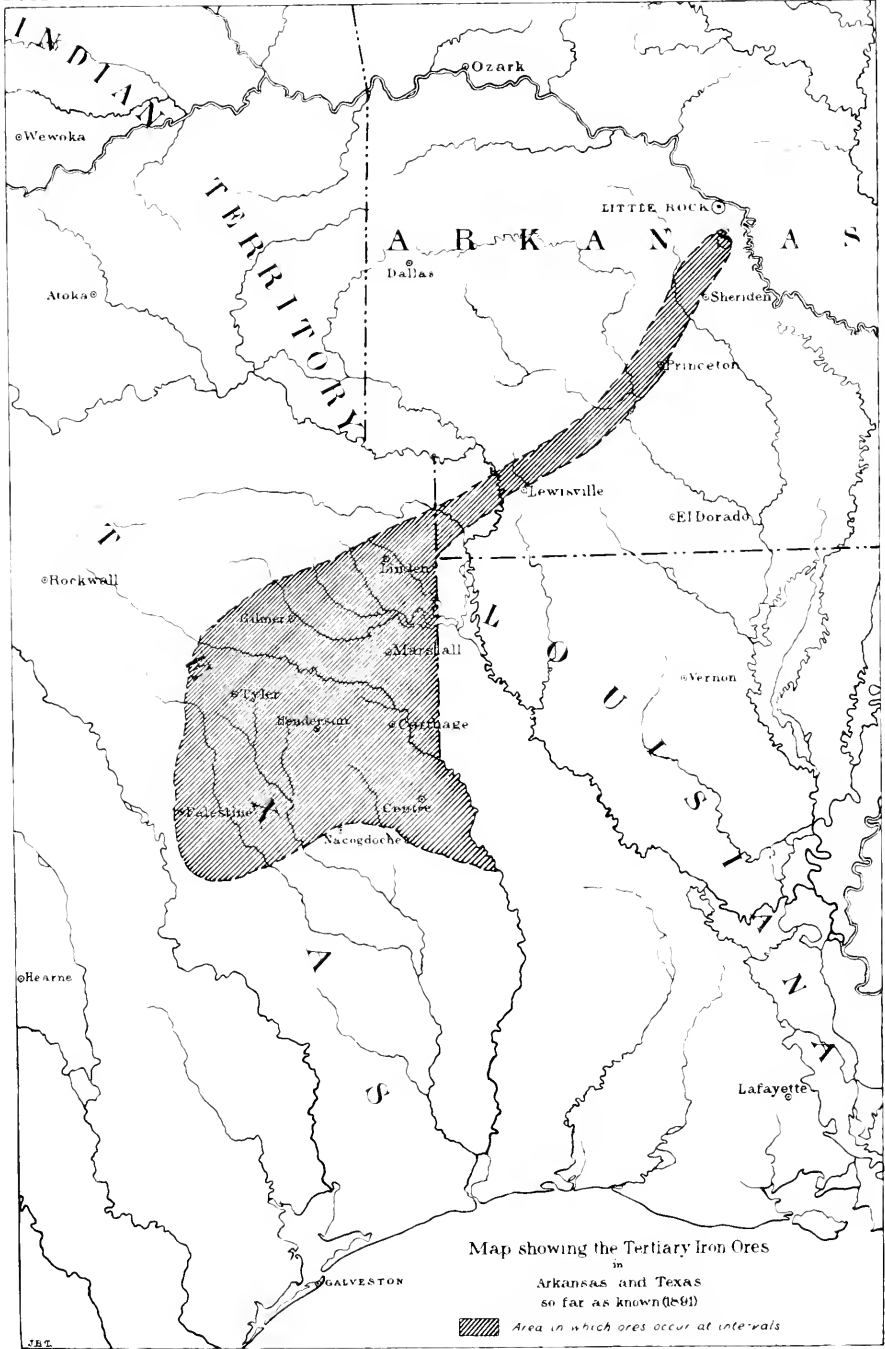 INDIAN
TERRITORY
Ozark
Wewoka
LITTLE ROCK
ARKANSAS
Dallas
Atoka
Sheriden
Princeton
Lewisville
El Dorado
TEXAS
Rockwall
Linden
Gilmer
LOUISIANA
Marshall
Vernon
Tyler
Henderson
Carthage
Palestine
Centre
Nacogdoches
Hearne
Lafayette
GALVESTON
Map showing the Tertiary Iron Ores
in
Arkansas and Texas
so far as known (1891)
Area in which ores occur at intervals
J.B.T.